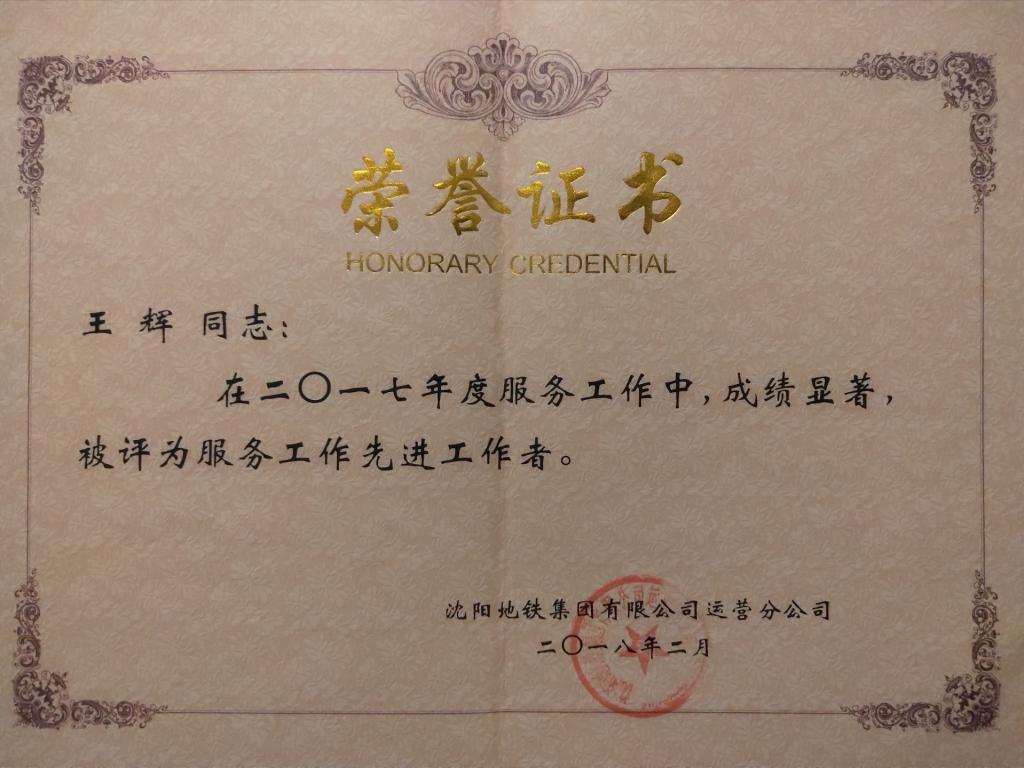 荣誉证书
HONORARY CREDENTIAL
王 辉 同志:
在二〇一七年度服务工作中,成绩显著,
被评为服务工作先进工作者。
沈阳地铁集团有限公司运营分公司
二〇一八年二月